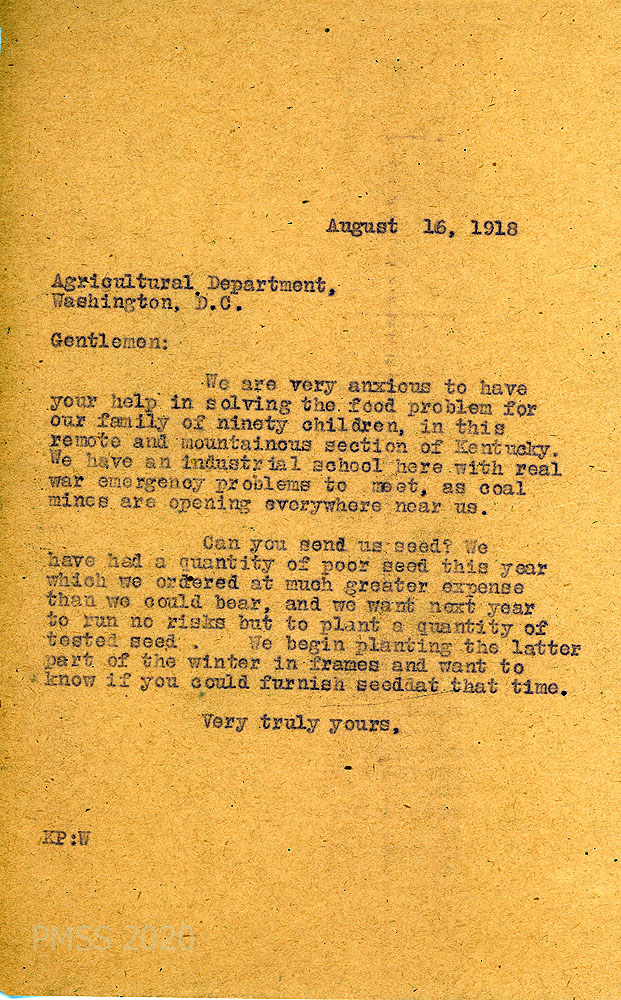 August 16, 1918
Agricultural Department,
Washington, D.C.
Gentlemen:
We are very anxious to have
your help in solving the food problem for
our family of ninety children, in this
remote and mountainous section of Kentucky.
We have an industrial school here with real
war emergency problems to meet, as coal
mines are opening everywhere near us.
Can you send us seed? We
have had a quantity of poor seed this year
which we ordered at much greater expense
than we could bear, and we want next year
to run no risks but to plant a quantity of
tested seed . We begin planting the latter
part of the winter in frames and want to
know if you could furnish seeddat that time.
Very truly yours,
KP:W
PMSS 2020